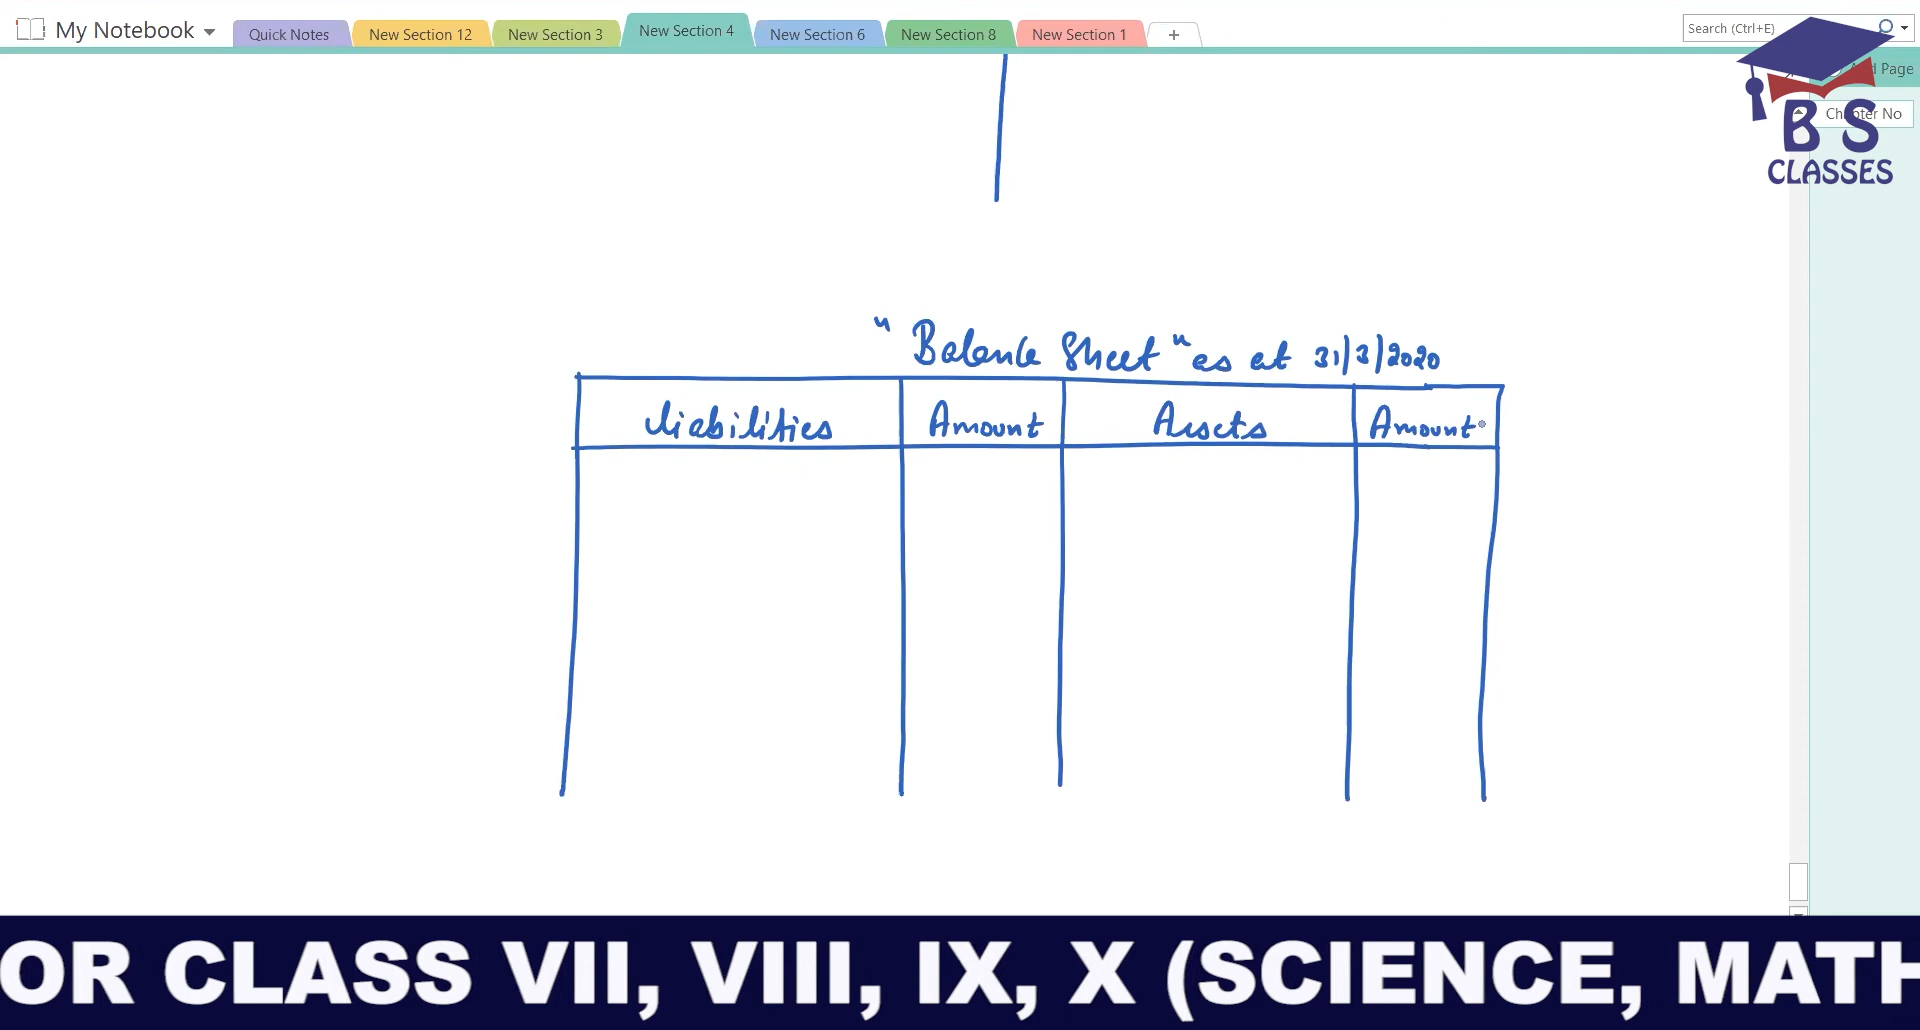 My Notebook
Quick Notes
New Section 12
New Section 3
New Section 4
New Section 6
New Section 8
New Section 1
+
Search (Ctrl+E)
Page
B S
CLASSES
Chapter No
"Balance Sheet" as at 31/3/2020
Liabilities Amount Assets Amount
OR CLASS VII, VIII, IX, X (SCIENCE, MATH